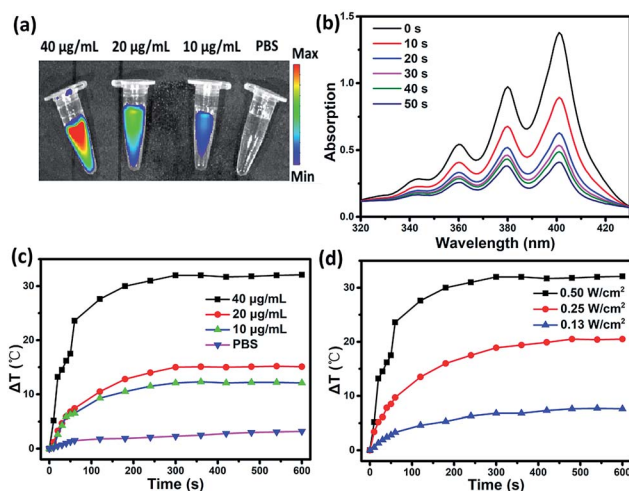 (a)
40 µg/mL 20 µg/mL 10 µg/mL PBS
Max
Min
(b)
1.5
1.0
0.5
0.0
Absorption
0 s
10 s
20 s
30 s
40 s
50 s
320 340 360 380 400 420
Wavelength (nm)
(c)
30
20
10
0
ΔT (℃)
40 µg/mL
20 µg/mL
10 µg/mL
PBS
0 100 200 300 400 500 600
Time (s)
(d)
30
20
10
0
ΔT (℃)
0.50 W/cm²
0.25 W/cm²
0.13 W/cm²
0 100 200 300 400 500 600
Time (s)